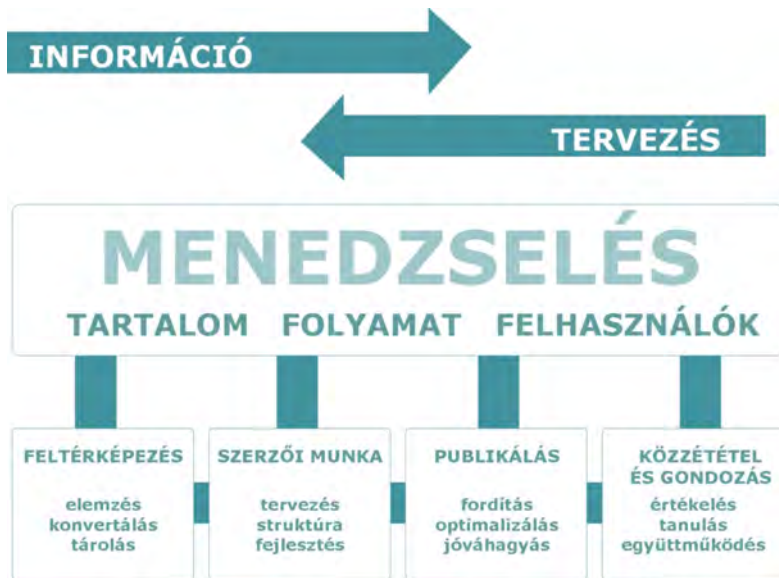 INFORMÁCIÓ
TERVEZÉS
MENEDZSELÉS
TARTALOM FOLYAMAT FELHASZNÁLÓK
FELTÉRKÉPEZÉS
elemzés
konvertálás
tárolás
SZERZŐI MUNKA
tervezés
struktúra
fejlesztés
PUBLIKÁLÁS
fordítás
optimalizálás
jóváhagyás
KÖZZÉTÉTEL
ÉS GONDOZÁS
értékelés
tanulás
együttműködés